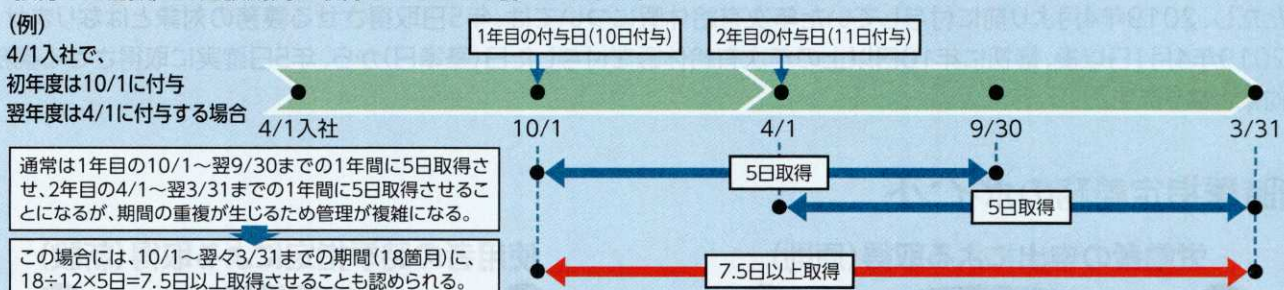 (例)
4/1入社で、
初年度は10/1に付与
翌年度は4/1に付与する場合
1年目の付与日(10日付与)
2年目の付与日(11日付与)
4/1入社
10/1
4/1
9/30
3/31
通常は1年目の10/1～翌9/30までの1年間に5日取得さ
せ、2年目の4/1～翌3/31までの1年間に5日取得させるこ
とになるが、期間の重複が生じるため管理が複雑になる。
5日取得
5日取得
この場合には、10/1～翌々3/31までの期間(18箇月)に、
18÷12×5日=7.5日以上取得させることも認められる。
7.5日以上取得